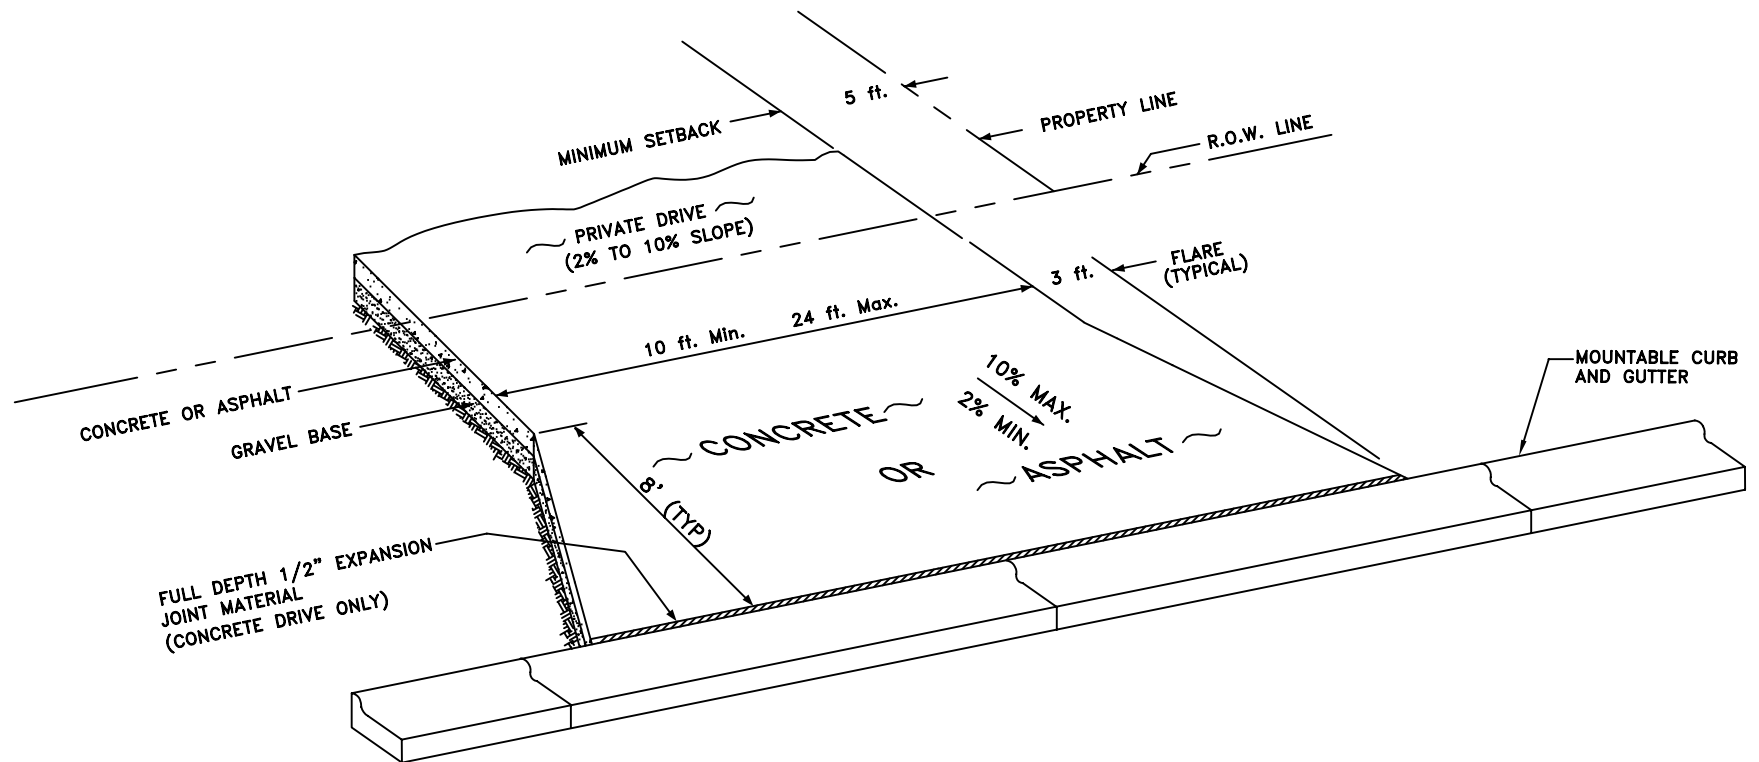 5 ft.
PROPERTY LINE
MINIMUM SETBACK
R.O.W. LINE
PRIVATE DRIVE
(2% TO 10% SLOPE)
FLARE
(TYPICAL)
3 ft.
10 ft. Min.
24 ft. Max.
CONCRETE OR ASPHALT
GRAVEL BASE
10% MAX.
2% MIN.
CONCRETE
OR
ASPHALT
MOUNTABLE CURB
AND GUTTER
8' (TYP)
FULL DEPTH 1/2" EXPANSION
JOINT MATERIAL
(CONCRETE DRIVE ONLY)